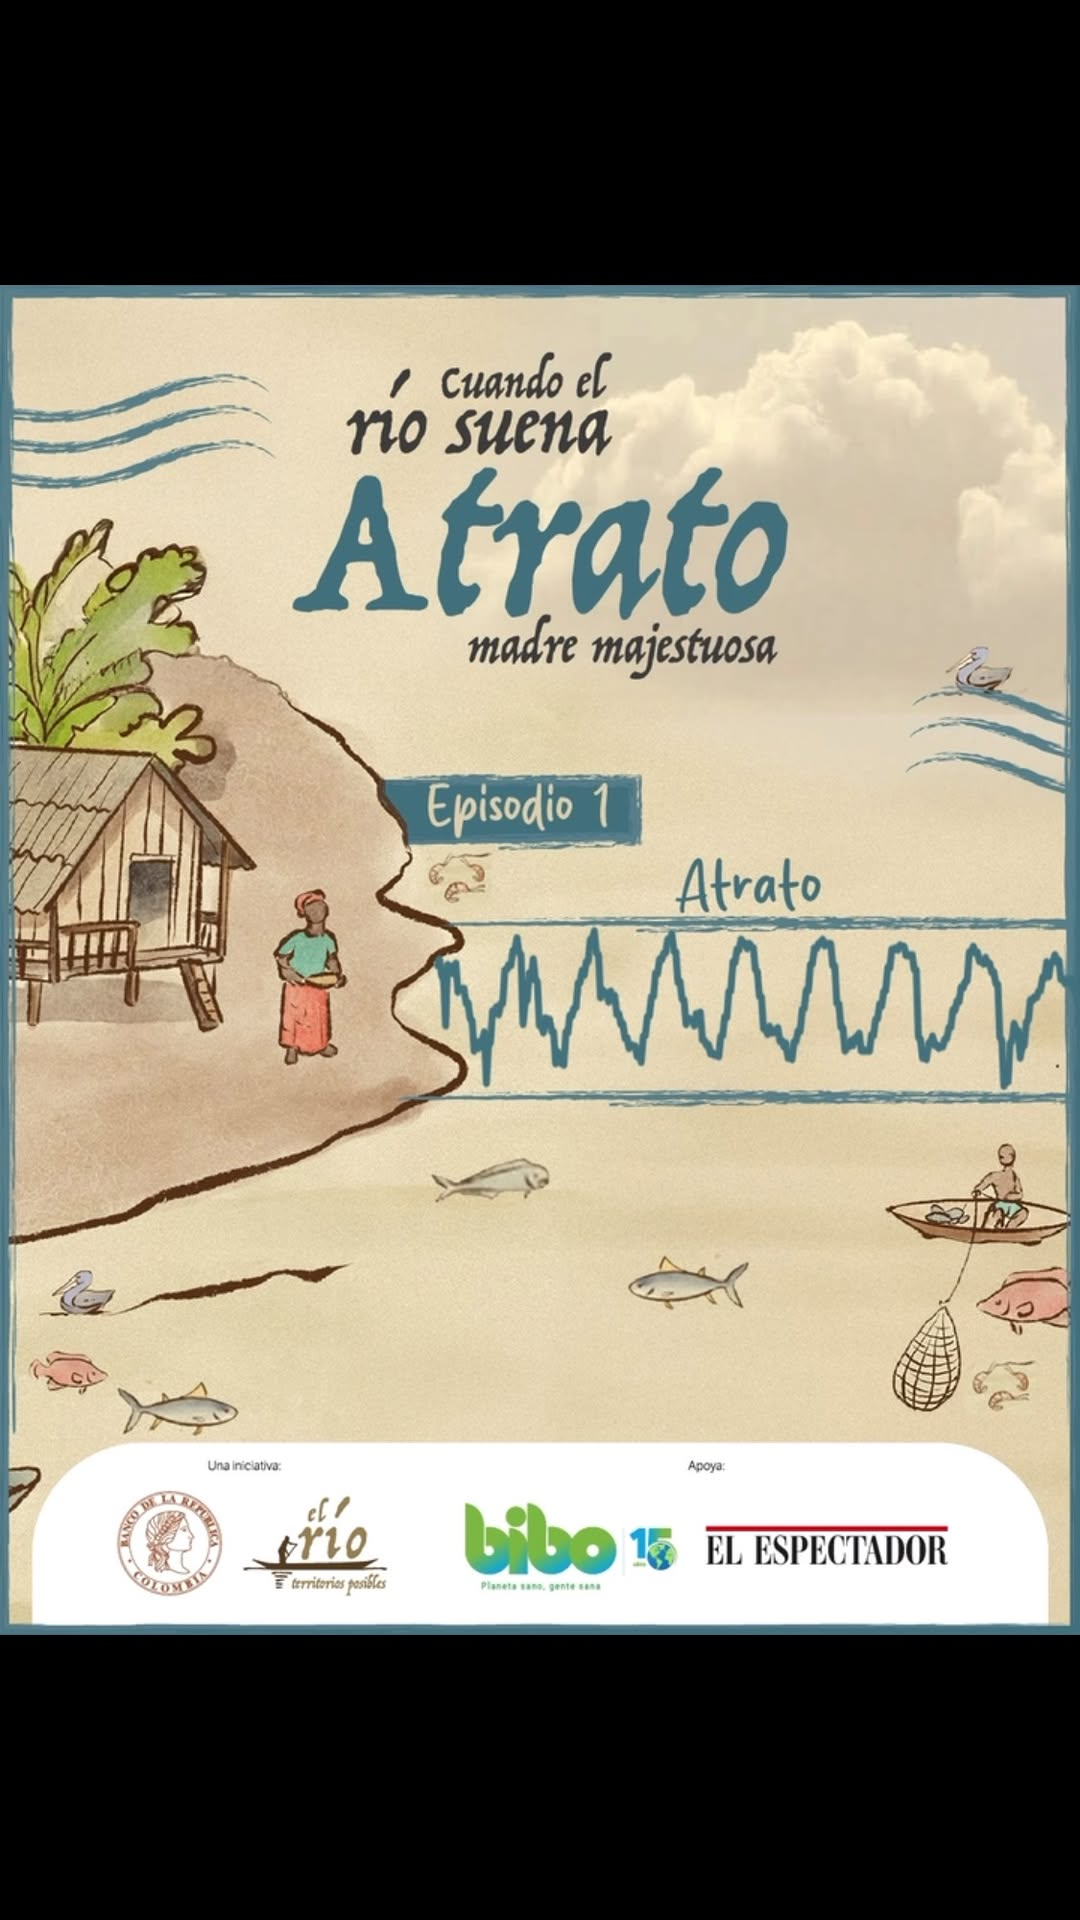 Cuando el
río suena
Atrato
madre majestuosa
Episodio 1
Atrato
Una iniciativa:
Apoya:
BANCO DE LA REPÚBLICA
COLOMBIA
el
río
territorios posibles
bibo
Planeta sano, gente sana
15
años
EL ESPECTADOR